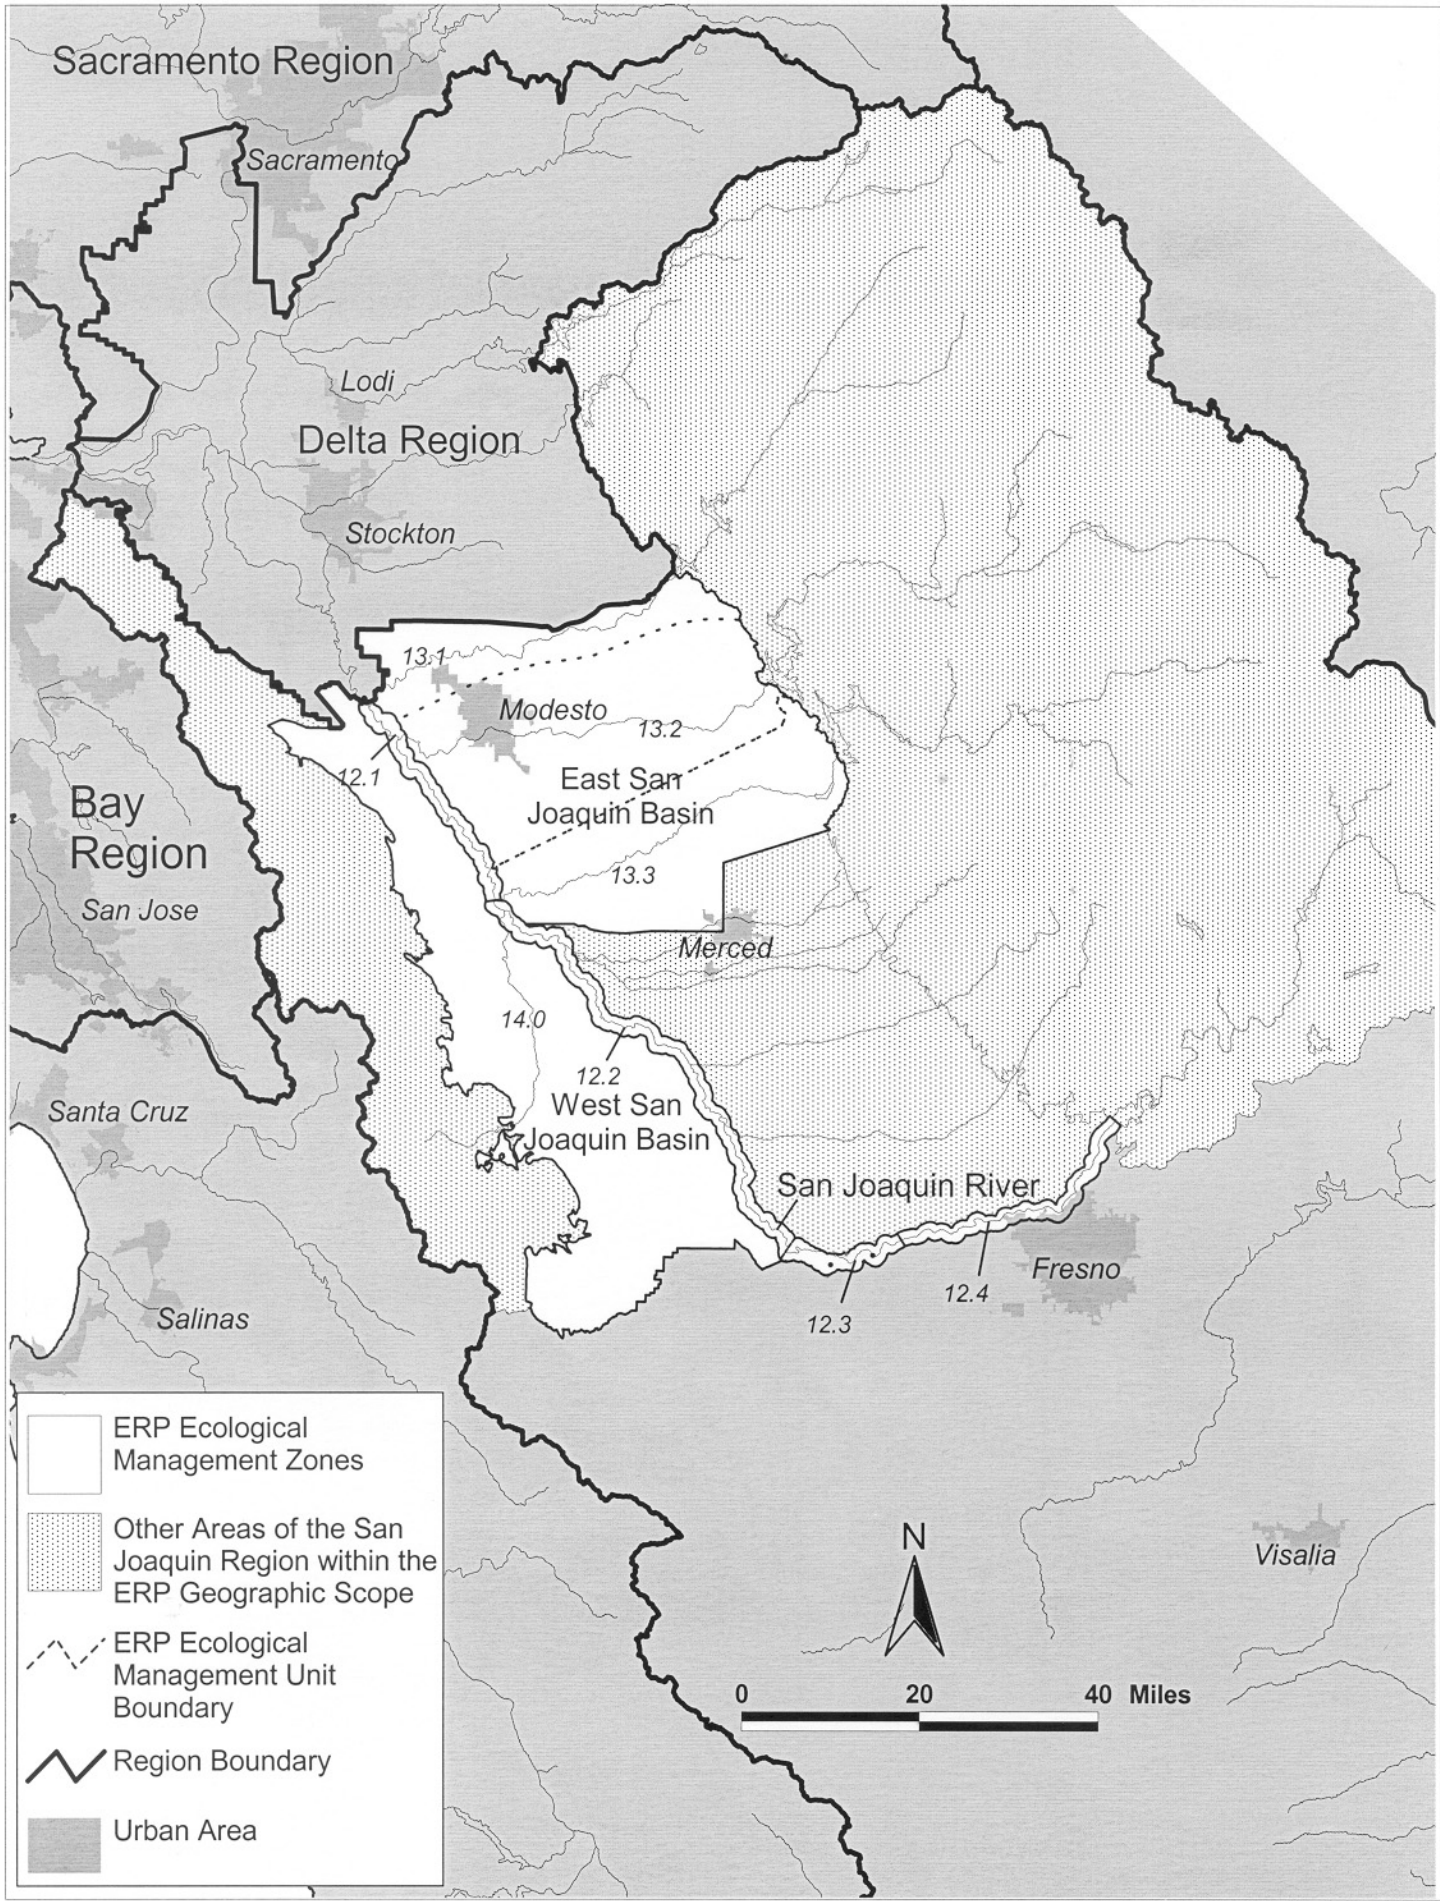 Sacramento Region
Sacramento
Lodi
Delta Region
Stockton
13.1
Modesto
13.2
12.1
East San
Joaquin Basin
Bay
Region
13.3
San Jose
Merced
14.0
12.2
West San
Joaquin Basin
Santa Cruz
San Joaquin River
Fresno
12.4
12.3
Salinas
ERP Ecological
Management Zones
Other Areas of the San
Joaquin Region within the
ERP Geographic Scope
ERP Ecological
Management Unit
Boundary
Region Boundary
Urban Area
N
Visalia
0 20 40 Miles